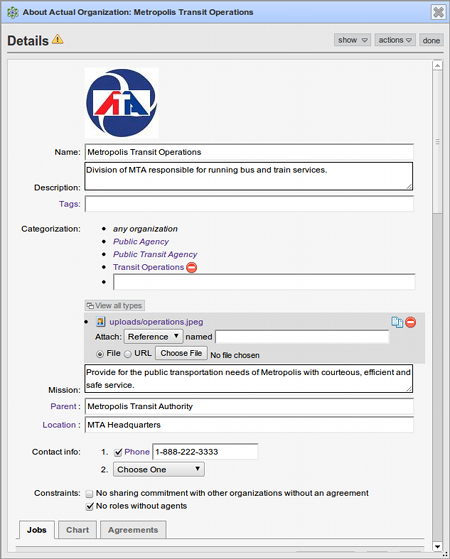 About Actual Organization: Metropolis Transit Operations
Details
show
actions
done
ATA
Name: Metropolis Transit Operations
Division of MTA responsible for running bus and train services.
Description:
Tags:
Categorization:
any organization
Public Agency
Public Transit Agency
Transit Operations
View all types
uploads/operations.jpeg
Attach: Reference named
File URL Choose File No file chosen
Provide for the public transportation needs of Metropolis with courteous, efficient and
safe service.
Mission:
Parent : Metropolis Transit Authority
Location : MTA Headquarters
Contact info: 1. Phone 1-888-222-3333
2. Choose One
Constraints: No sharing commitment with other organizations without an agreement
No roles without agents
Jobs Chart Agreements